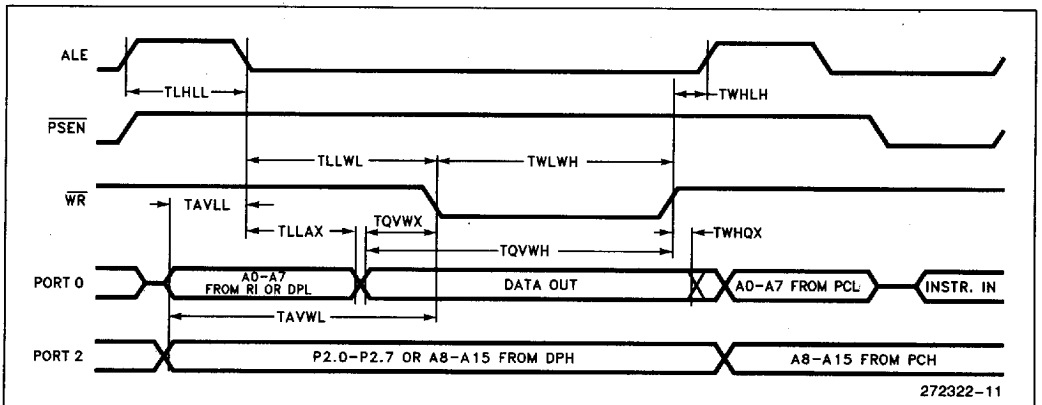 ALE
TLHLL
TWHLH
PSEN
TLLWL
TWLWH
WR
TAVLL
TQVWX
TLLAX
TQVWH
TWHQX
PORT 0
A0-A7
FROM RI OR DPL
DATA OUT
A0-A7 FROM PCL
INSTR. IN
TAVWL
PORT 2
P2.0-P2.7 OR A8-A15 FROM DPH
A8-A15 FROM PCH
272322-11